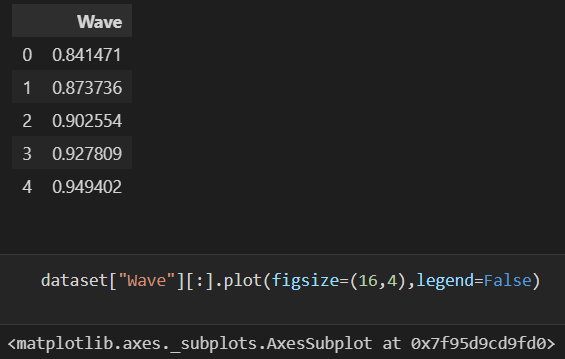 Wave
0 0.841471
1 0.873736
2 0.902554
3 0.927809
4 0.949402
dataset["Wave"][:].plot(figsize=(16,4),legend=False)
<matplotlib.axes._subplots.AxesSubplot at 0x7f95d9cd9fd0>